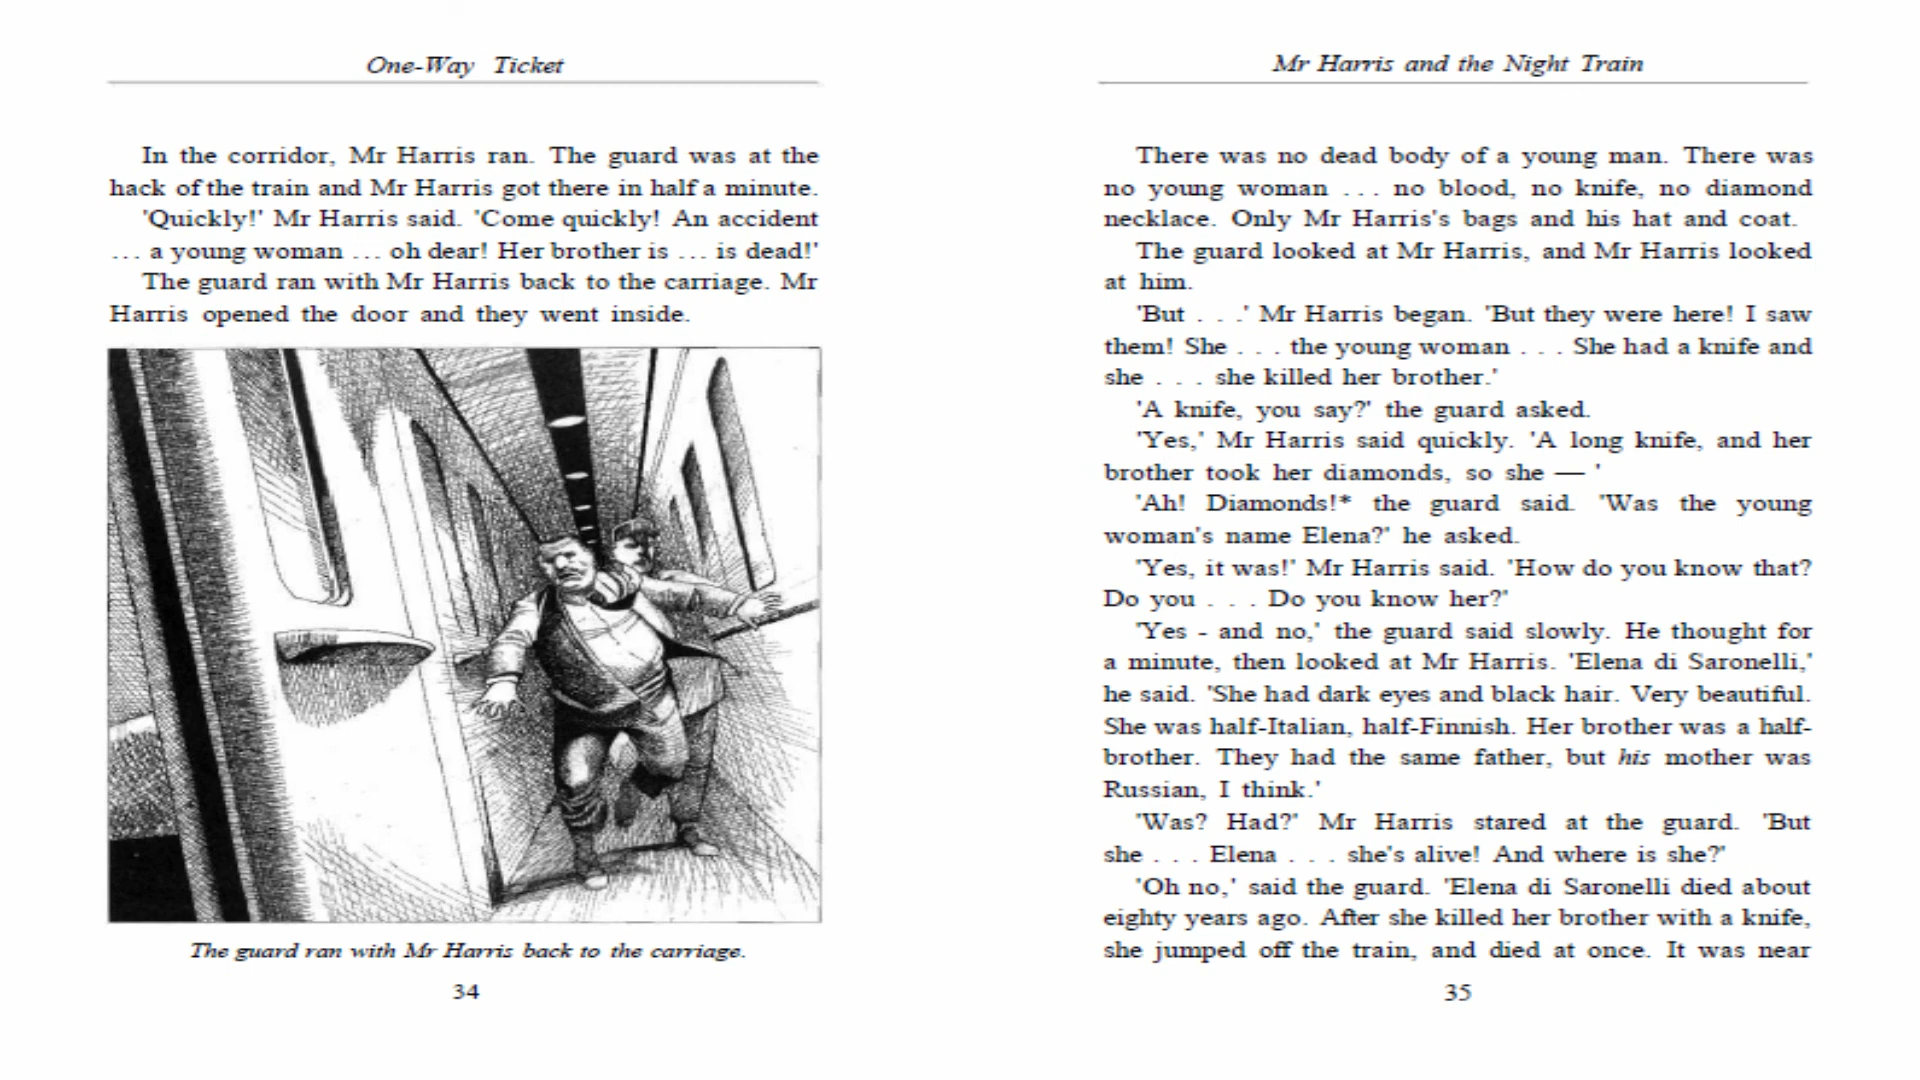 One-Way Ticket
In the corridor, Mr Harris ran. The guard was at the
hack of the train and Mr Harris got there in half a minute.
'Quickly!' Mr Harris said. 'Come quickly! An accident
... a young woman ... oh dear! Her brother is ... is dead!'
The guard ran with Mr Harris back to the carriage. Mr
Harris opened the door and they went inside.
The guard ran with Mr Harris back to the carriage.
34
Mr Harris and the Night Train
There was no dead body of a young man. There was
no young woman ... no blood, no knife, no diamond
necklace. Only Mr Harris's bags and his hat and coat.
The guard looked at Mr Harris, and Mr Harris looked
at him.
'But . . .' Mr Harris began. 'But they were here! I saw
them! She . . . the young woman . . . She had a knife and
she . . . she killed her brother.'
'A knife, you say?' the guard asked.
'Yes,' Mr Harris said quickly. 'A long knife, and her
brother took her diamonds, so she — '
'Ah! Diamonds!* the guard said. 'Was the young
woman's name Elena?' he asked.
'Yes, it was!' Mr Harris said. 'How do you know that?
Do you . . . Do you know her?'
'Yes - and no,' the guard said slowly. He thought for
a minute, then looked at Mr Harris. 'Elena di Saronelli,'
he said. 'She had dark eyes and black hair. Very beautiful.
She was half-Italian, half-Finnish. Her brother was a half-
brother. They had the same father, but his mother was
Russian, I think.'
'Was? Had?' Mr Harris stared at the guard. 'But
she . . . Elena . . . she's alive! And where is she?'
'Oh no,' said the guard. 'Elena di Saronelli died about
eighty years ago. After she killed her brother with a knife,
she jumped off the train, and died at once. It was near
35